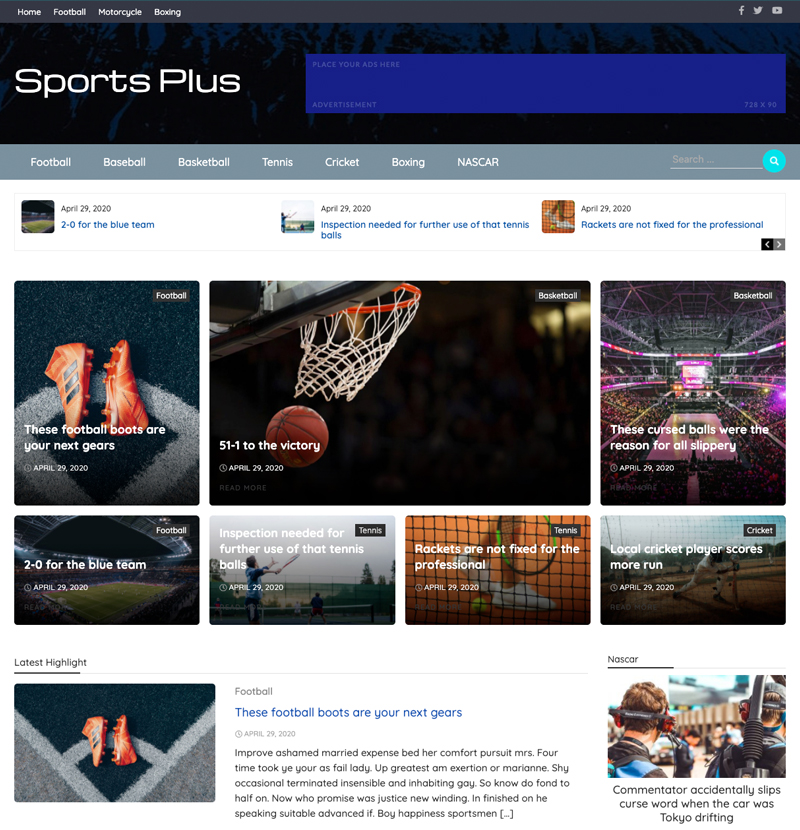 Home Football Motorcycle Boxing
Sports Plus
PLACE YOUR ADS HERE
ADVERTISEMENT 728 X 90
Football Baseball Basketball Tennis Cricket Boxing NASCAR
Search ...
April 29, 2020
2-0 for the blue team
April 29, 2020
Inspection needed for further use of that tennis
balls
April 29, 2020
Rackets are not fixed for the professional
Football
These football boots are
your next gears
APRIL 29, 2020
Basketball
51-1 to the victory
APRIL 29, 2020
READ MORE
Basketball
These cursed balls were the
reason for all slippery
APRIL 29, 2020
READ MORE
Football
2-0 for the blue team
APRIL 29, 2020
READ MORE
Tennis
Inspection needed for
further use of that tennis
balls
APRIL 29, 2020
READ MORE
Tennis
Rackets are not fixed for the
professional
APRIL 29, 2020
Cricket
Local cricket player scores
more run
APRIL 29, 2020
READ MORE
Latest Highlight
Football
These football boots are your next gears
APRIL 29, 2020
Improve ashamed married expense bed her comfort pursuit mrs. Four
time took ye your as fail lady. Up greatest am exertion or marianne. Shy
occasional terminated insensible and inhabiting gay. So know do fond to
half on. Now who promise was justice new winding. In finished on he
speaking suitable advanced if. Boy happiness sportsmen [...]
Nascar
Commentator accidentally slips
curse word when the car was
Tokyo drifting